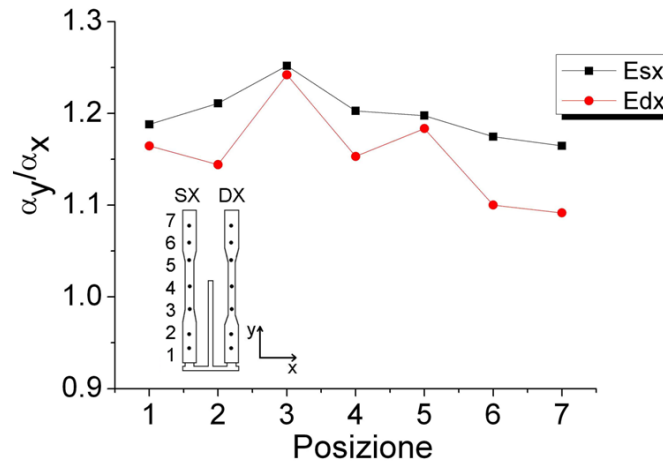 1.3
1.2
1.1
1.0
0.9
αy/αx
Esx
Edx
SX DX
7
6
5
4
3
2
1
y
x
1 2 3 4 5 6 7
Posizione